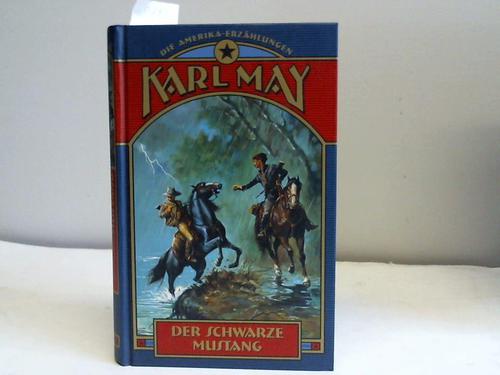 DIE AMERIKA-ERZÄHLUNGEN
KARL MAY
DER SCHWARZE
MUSTANG